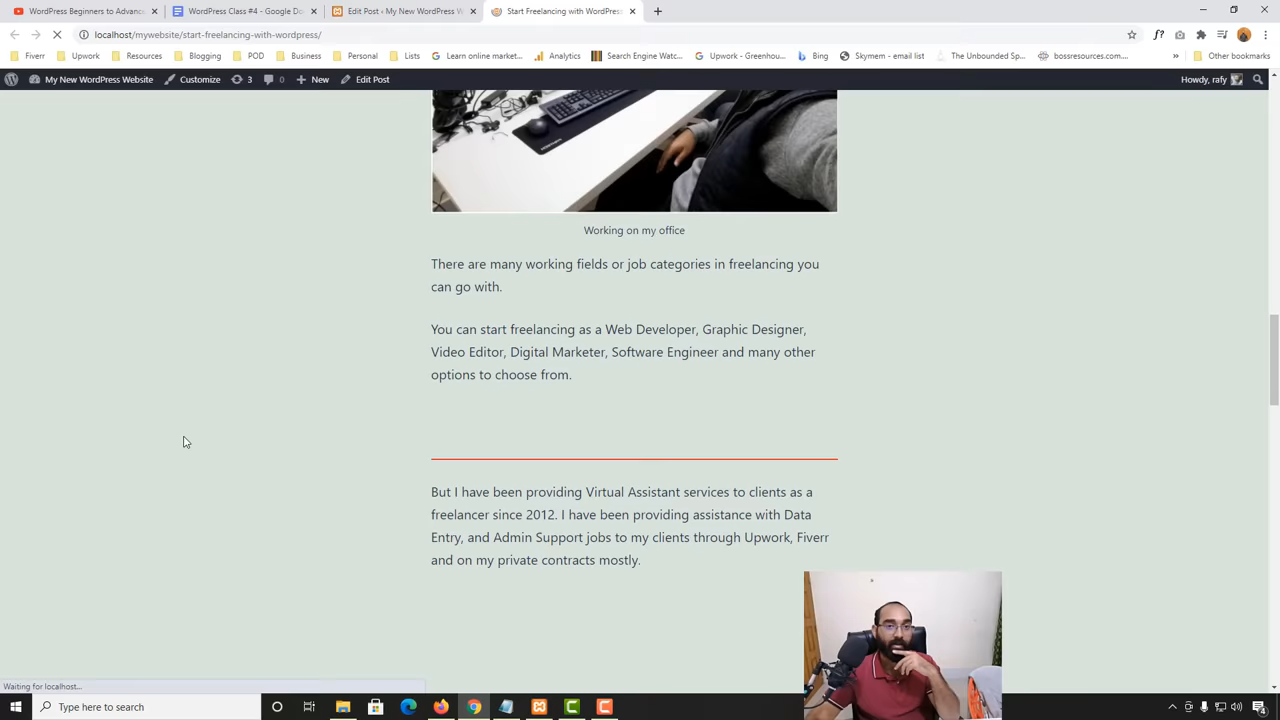 WordPress Beginners to Advance
WordPress Class #4 - Google Do
Edit Post ‹ My New WordPress W
Start Freelancing with WordPres
localhost/mywebsite/start-freelancing-with-wordpress/
Fiverr
Upwork
Resources
Blogging
POD
Business
Personal
Lists
Learn online market...
Analytics
Search Engine Watc...
Upwork – Greenhou...
Bing
Skymem - email list
The Unbounded Sp...
bossresources.com...
»
Other bookmarks
My New WordPress Website
Customize
3
0
New
Edit Post
Howdy, rafy
Working on my office
There are many working fields or job categories in freelancing you
can go with.
You can start freelancing as a Web Developer, Graphic Designer,
Video Editor, Digital Marketer, Software Engineer and many other
options to choose from.
But I have been providing Virtual Assistant services to clients as a
freelancer since 2012. I have been providing assistance with Data
Entry, and Admin Support jobs to my clients through Upwork, Fiverr
and on my private contracts mostly.
Waiting for localhost...
Type here to search